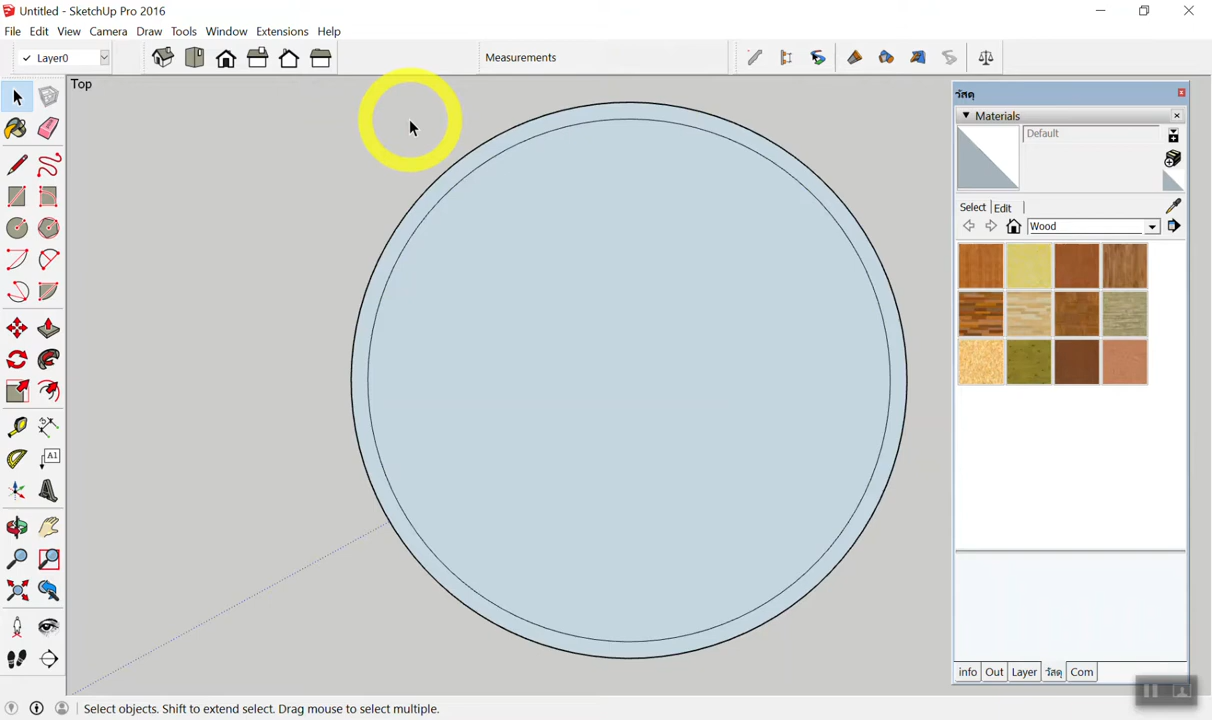 Untitled - SketchUp Pro 2016
File Edit View Camera Draw Tools Window Extensions Help
Layer0
Measurements
Top
วัสดุ
Materials
Default
Select Edit
Wood
A1
info Out Layer วัสดุ Com
Select objects. Shift to extend select. Drag mouse to select multiple.